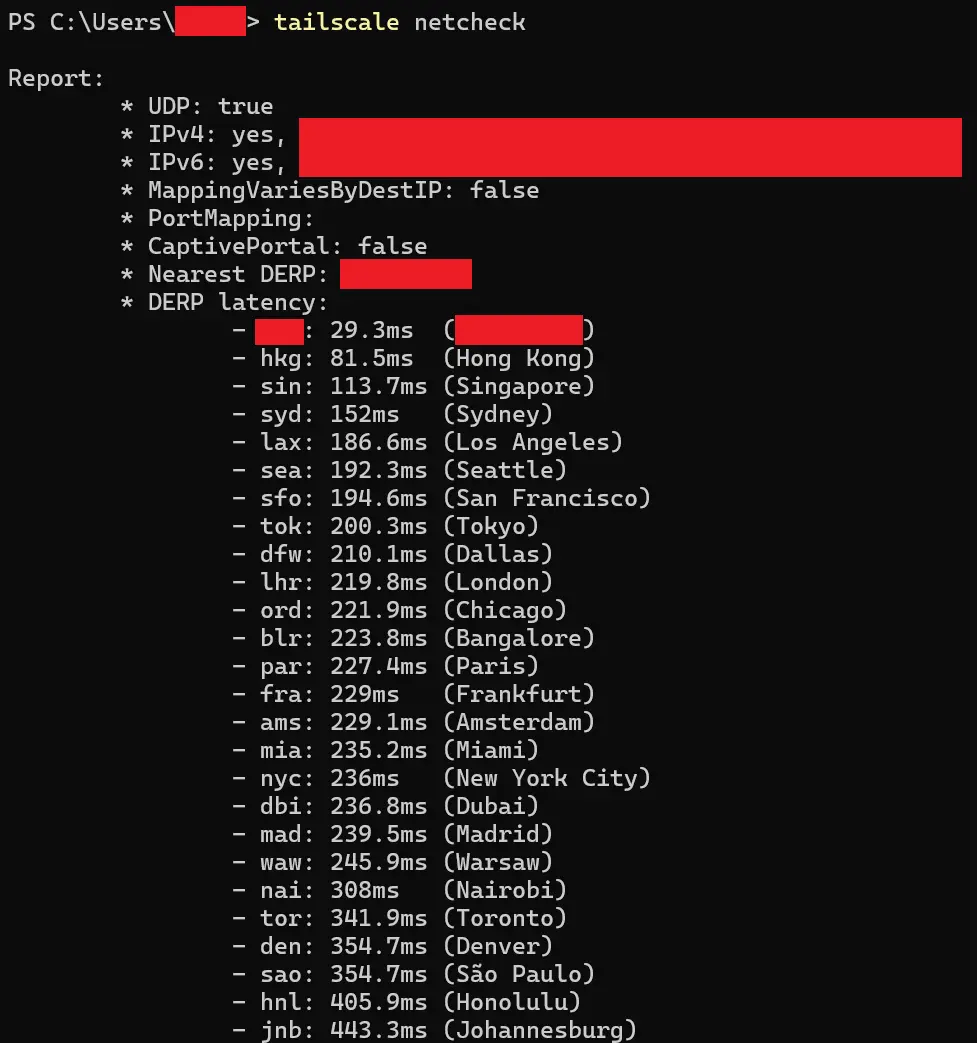 PS C:\Users\> tailscale netcheck
Report:
* UDP: true
* IPv4: yes,
* IPv6: yes,
* MappingVariesByDestIP: false
* PortMapping:
* CaptivePortal: false
* Nearest DERP:
* DERP latency:
- : 29.3ms ()
- hkg: 81.5ms (Hong Kong)
- sin: 113.7ms (Singapore)
- syd: 152ms (Sydney)
- lax: 186.6ms (Los Angeles)
- sea: 192.3ms (Seattle)
- sfo: 194.6ms (San Francisco)
- tok: 200.3ms (Tokyo)
- dfw: 210.1ms (Dallas)
- lhr: 219.8ms (London)
- ord: 221.9ms (Chicago)
- blr: 223.8ms (Bangalore)
- par: 227.4ms (Paris)
- fra: 229ms (Frankfurt)
- ams: 229.1ms (Amsterdam)
- mia: 235.2ms (Miami)
- nyc: 236ms (New York City)
- dbi: 236.8ms (Dubai)
- mad: 239.5ms (Madrid)
- waw: 245.9ms (Warsaw)
- nai: 308ms (Nairobi)
- tor: 341.9ms (Toronto)
- den: 354.7ms (Denver)
- sao: 354.7ms (São Paulo)
- hnl: 405.9ms (Honolulu)
- jnb: 443.3ms (Johannesburg)